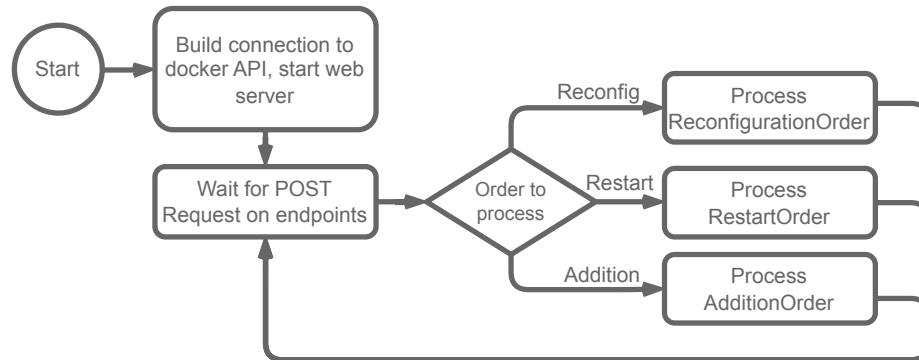 Start
Build connection to
docker API, start web
server
Wait for POST
Request on endpoints
Order to
process
Reconfig
Process
ReconfigurationOrder
Restart
Process
RestartOrder
Addition
Process
AdditionOrder